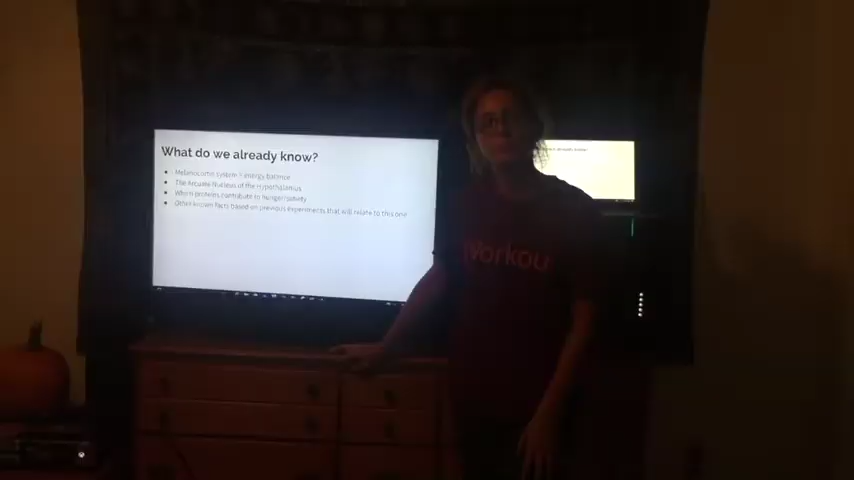 What do we already know?
Melanocortin system = energy balance
The Arcuate Nucleus of the Hypothalamus
Which proteins contribute to hunger/satiety
Other known facts based on previous experiments that will relate to this one
Workou